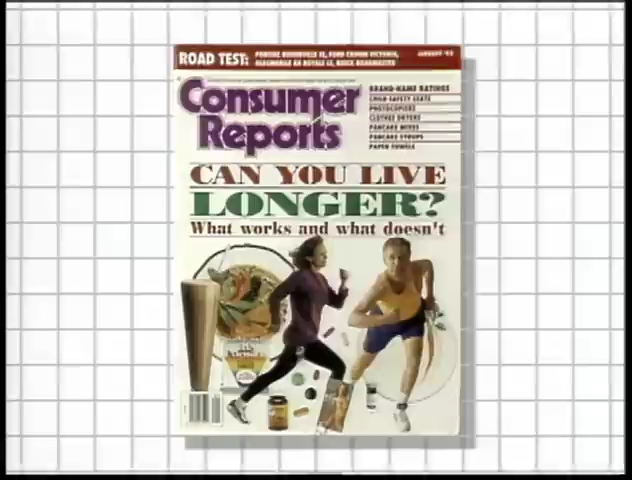 ROAD TEST: PONTIAC BONNEVILLE SE, FORD CROWN VICTORIA,
OLDSMOBILE 88 ROYALE LS, BUICK ROADMASTER
JANUARY '92
Consumer
Reports
BRAND-NAME RATINGS
CHILD SAFETY SEATS
PHOTOCOPIERS
CLOTHES DRYERS
PANCAKE MIXES
PANCAKE SYRUPS
PAPER TOWELS
CAN YOU LIVE
LONGER?
What works and what doesn't